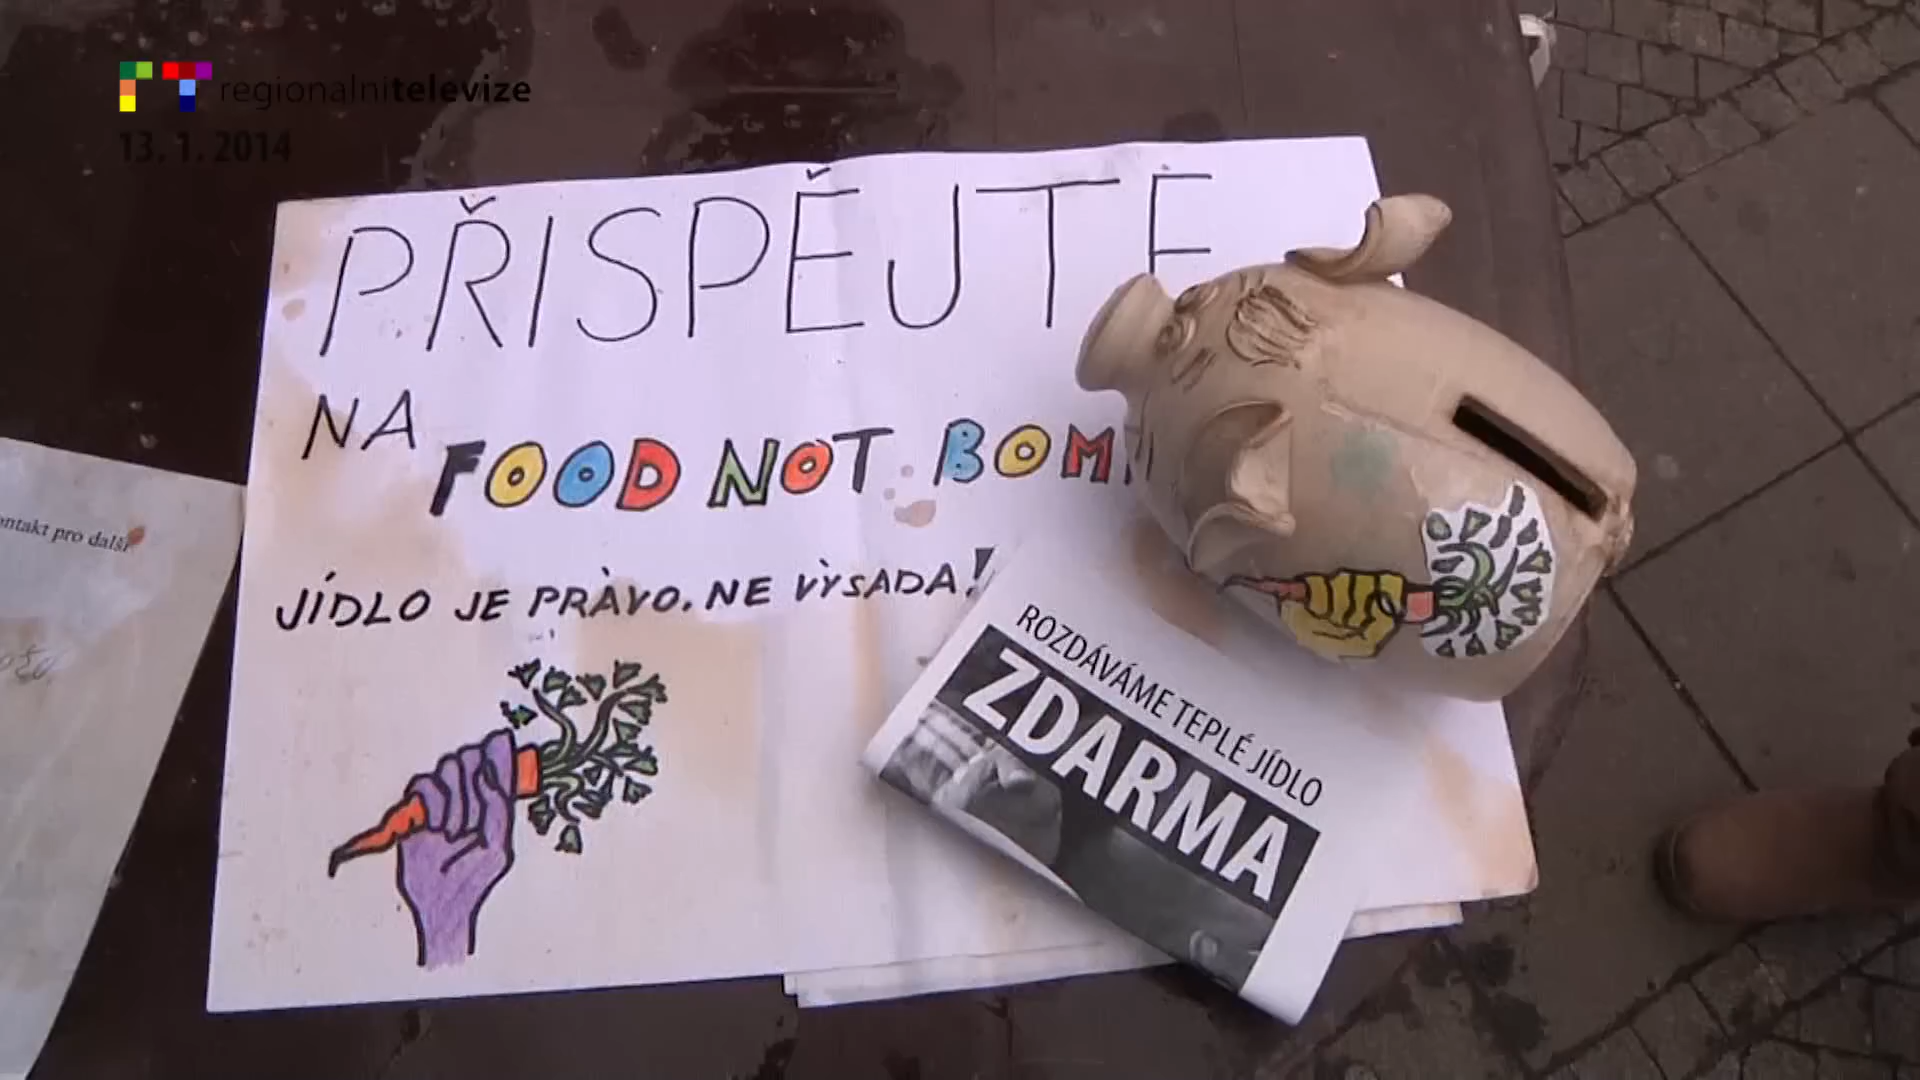 regionalnitelevize
13. 1. 2014
PŘISPĚJTE
NA FOOD NOT BOM
JÍDLO JE PRÀVO. NE VÝSADA!
ROZDÁVÁME TEPLÉ JÍDLO
ZDARMA
pro další